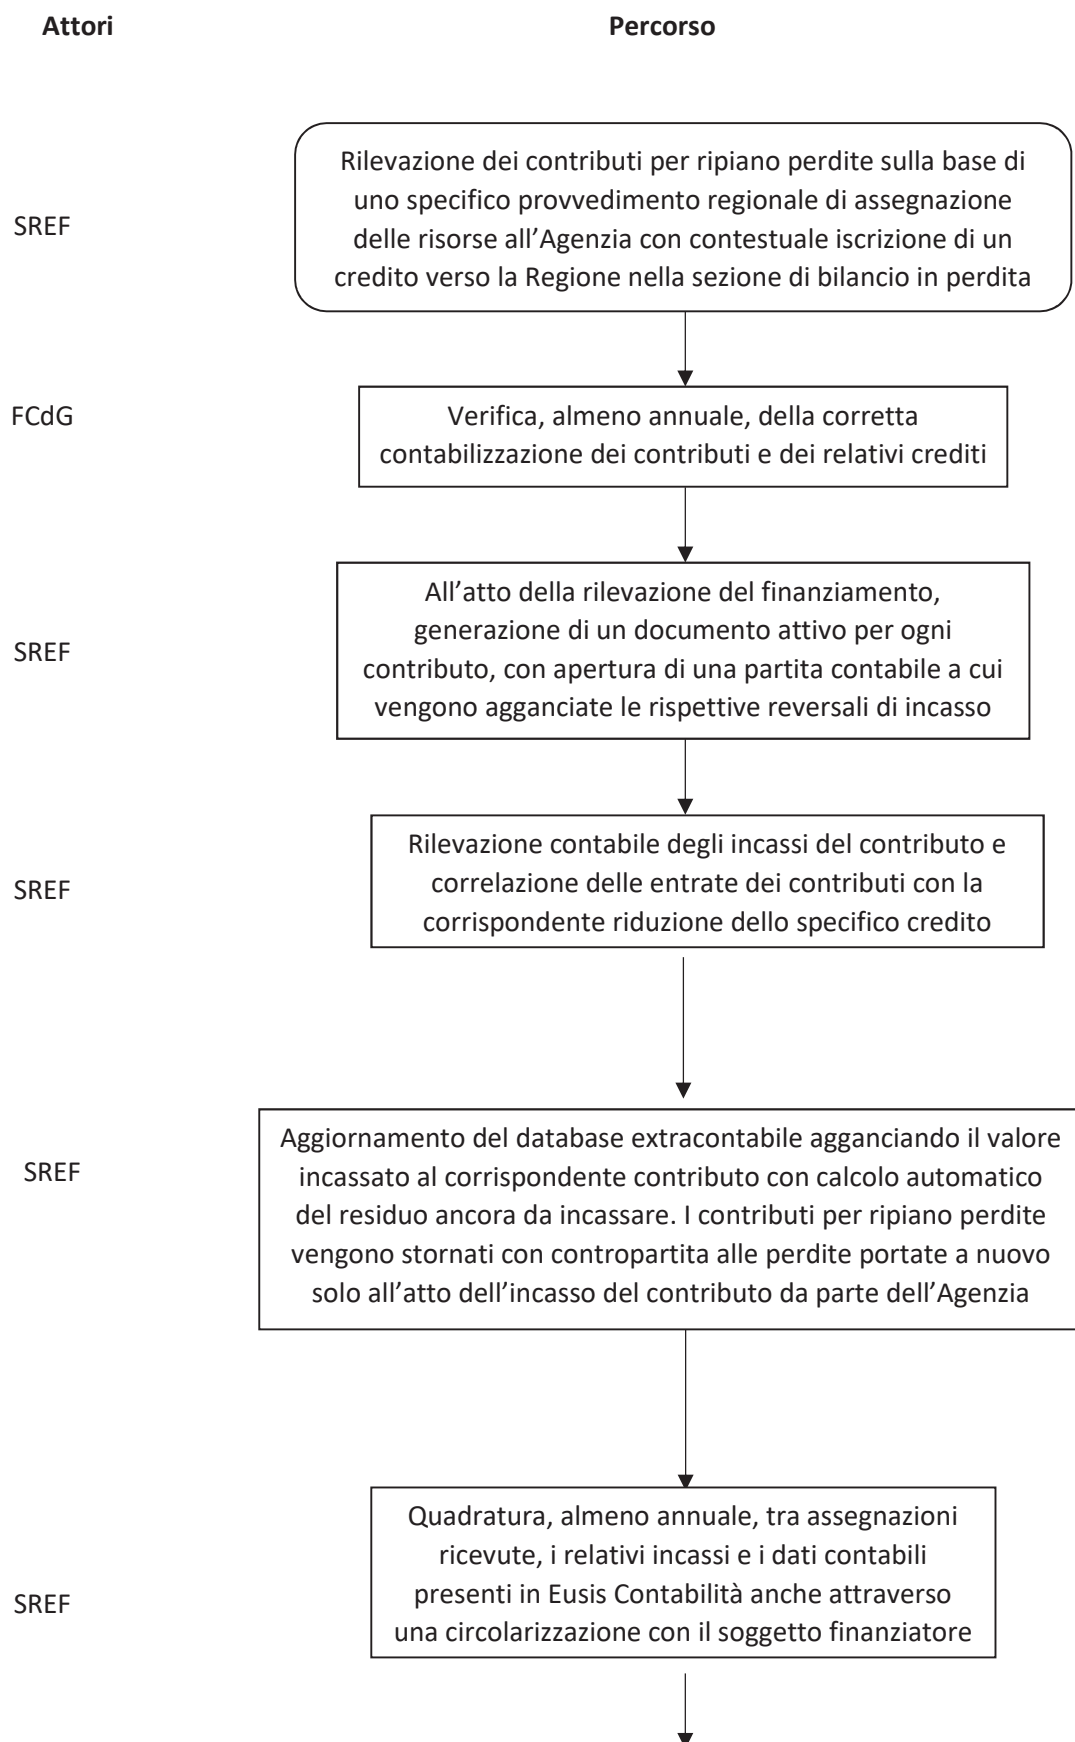 Attori
Percorso
SREF
Rilevazione dei contributi per ripiano perdite sulla base di
uno specifico provvedimento regionale di assegnazione
delle risorse all’Agenzia con contestuale iscrizione di un
credito verso la Regione nella sezione di bilancio in perdita
FCdG
Verifica, almeno annuale, della corretta
contabilizzazione dei contributi e dei relativi crediti
SREF
All’atto della rilevazione del finanziamento,
generazione di un documento attivo per ogni
contributo, con apertura di una partita contabile a cui
vengono agganciate le rispettive reversali di incasso
SREF
Rilevazione contabile degli incassi del contributo e
correlazione delle entrate dei contributi con la
corrispondente riduzione dello specifico credito
SREF
Aggiornamento del database extracontabile agganciando il valore
incassato al corrispondente contributo con calcolo automatico
del residuo ancora da incassare. I contributi per ripiano perdite
vengono stornati con contropartita alle perdite portate a nuovo
solo all’atto dell’incasso del contributo da parte dell’Agenzia
SREF
Quadratura, almeno annuale, tra assegnazioni
ricevute, i relativi incassi e i dati contabili
presenti in Eusis Contabilità anche attraverso
una circolarizzazione con il soggetto finanziatore